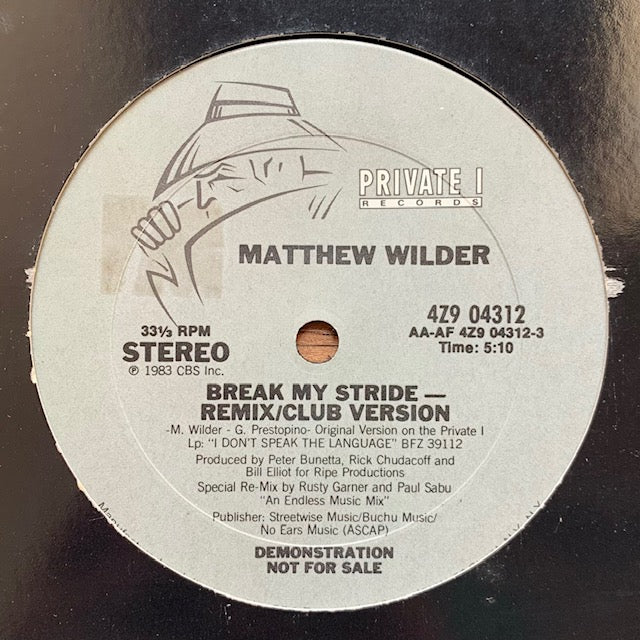 PRIVATE I
RECORDS
MATTHEW WILDER
33⅓ RPM
STEREO
℗ 1983 CBS Inc.
4Z9 04312
AA-AF 4Z9 04312-3
Time: 5:10
BREAK MY STRIDE —
REMIX/CLUB VERSION
-M. Wilder - G. Prestopino- Original Version on the Private I
Lp: "I DON'T SPEAK THE LANGUAGE" BFZ 39112
Produced by Peter Bunetta, Rick Chudacoff and
Bill Elliot for Ripe Productions
Special Re-Mix by Rusty Garner and Paul Sabu
"An Endless Music Mix"
Publisher: Streetwise Music/Buchu Music/
No Ears Music (ASCAP)
DEMONSTRATION
NOT FOR SALE